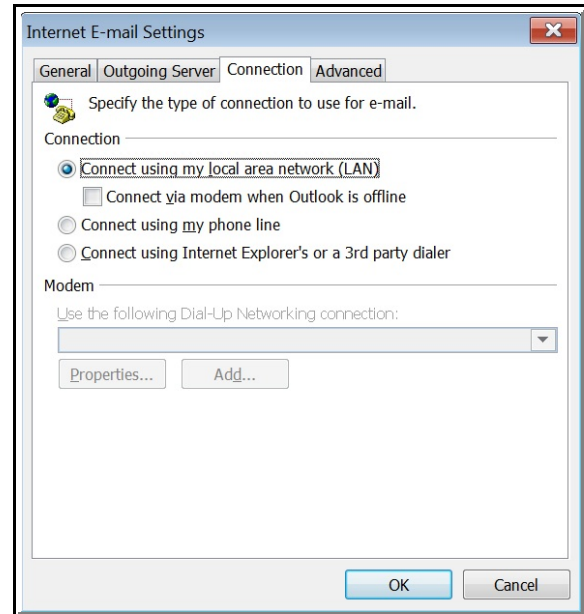 Internet E-mail Settings
General Outgoing Server Connection Advanced
Specify the type of connection to use for e-mail.
Connection
Connect using my local area network (LAN)
Connect via modem when Outlook is offline
Connect using my phone line
Connect using Internet Explorer's or a 3rd party dialer
Modem
Use the following Dial-Up Networking connection:
Properties... Add...
OK Cancel